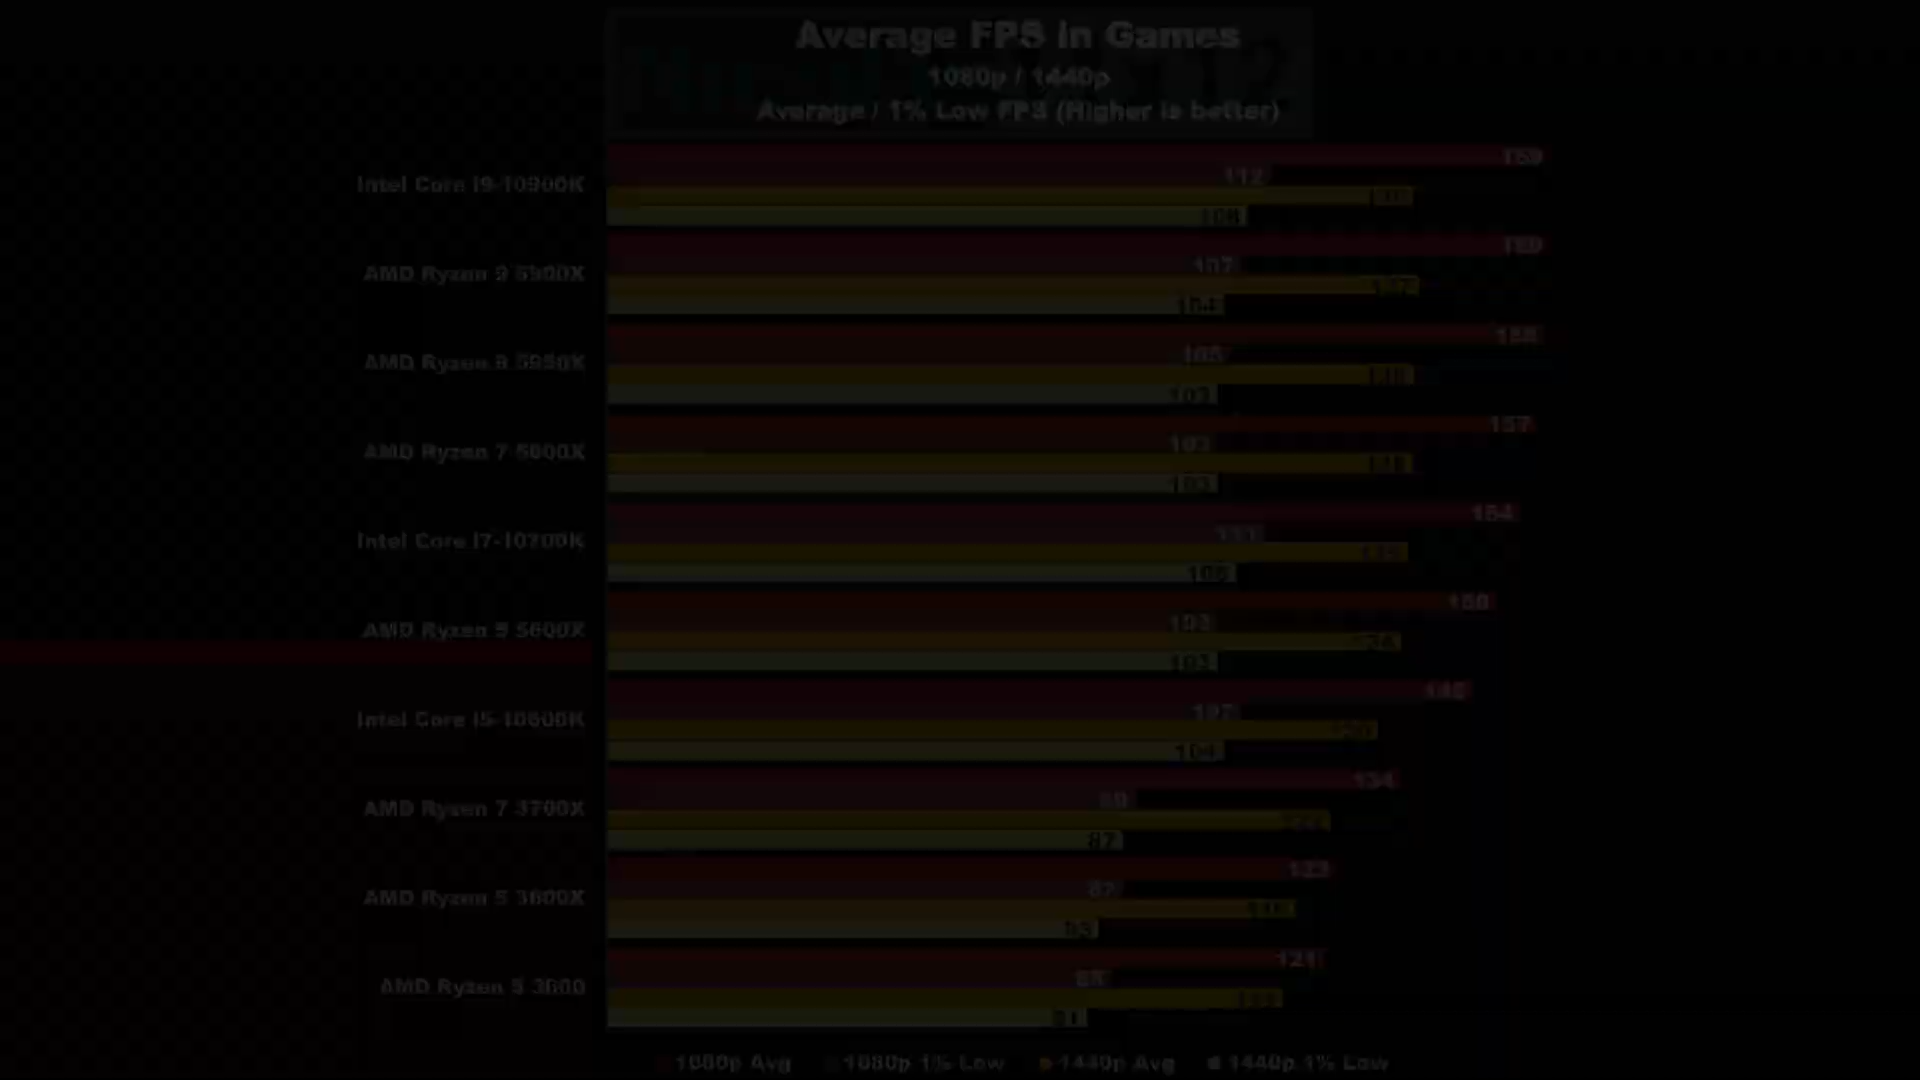 Average FPS in Games
1080p / 1440p
Average / 1% Low FPS (Higher is better)
Intel Core i9-10900K
159
112
108
AMD Ryzen 9 5900X
159
107
104
AMD Ryzen 9 5950X
158
105
103
AMD Ryzen 7 5800X
157
103
103
Intel Core i7-10700K
154
106
AMD Ryzen 5 5600X
150
103
103
Intel Core i5-10600K
146
107
104
AMD Ryzen 7 3700X
134
89
87
AMD Ryzen 5 3600X
123
87
83
AMD Ryzen 5 3600
121
85
81
1080p Avg
1080p 1% Low
1440p Avg
1440p 1% Low